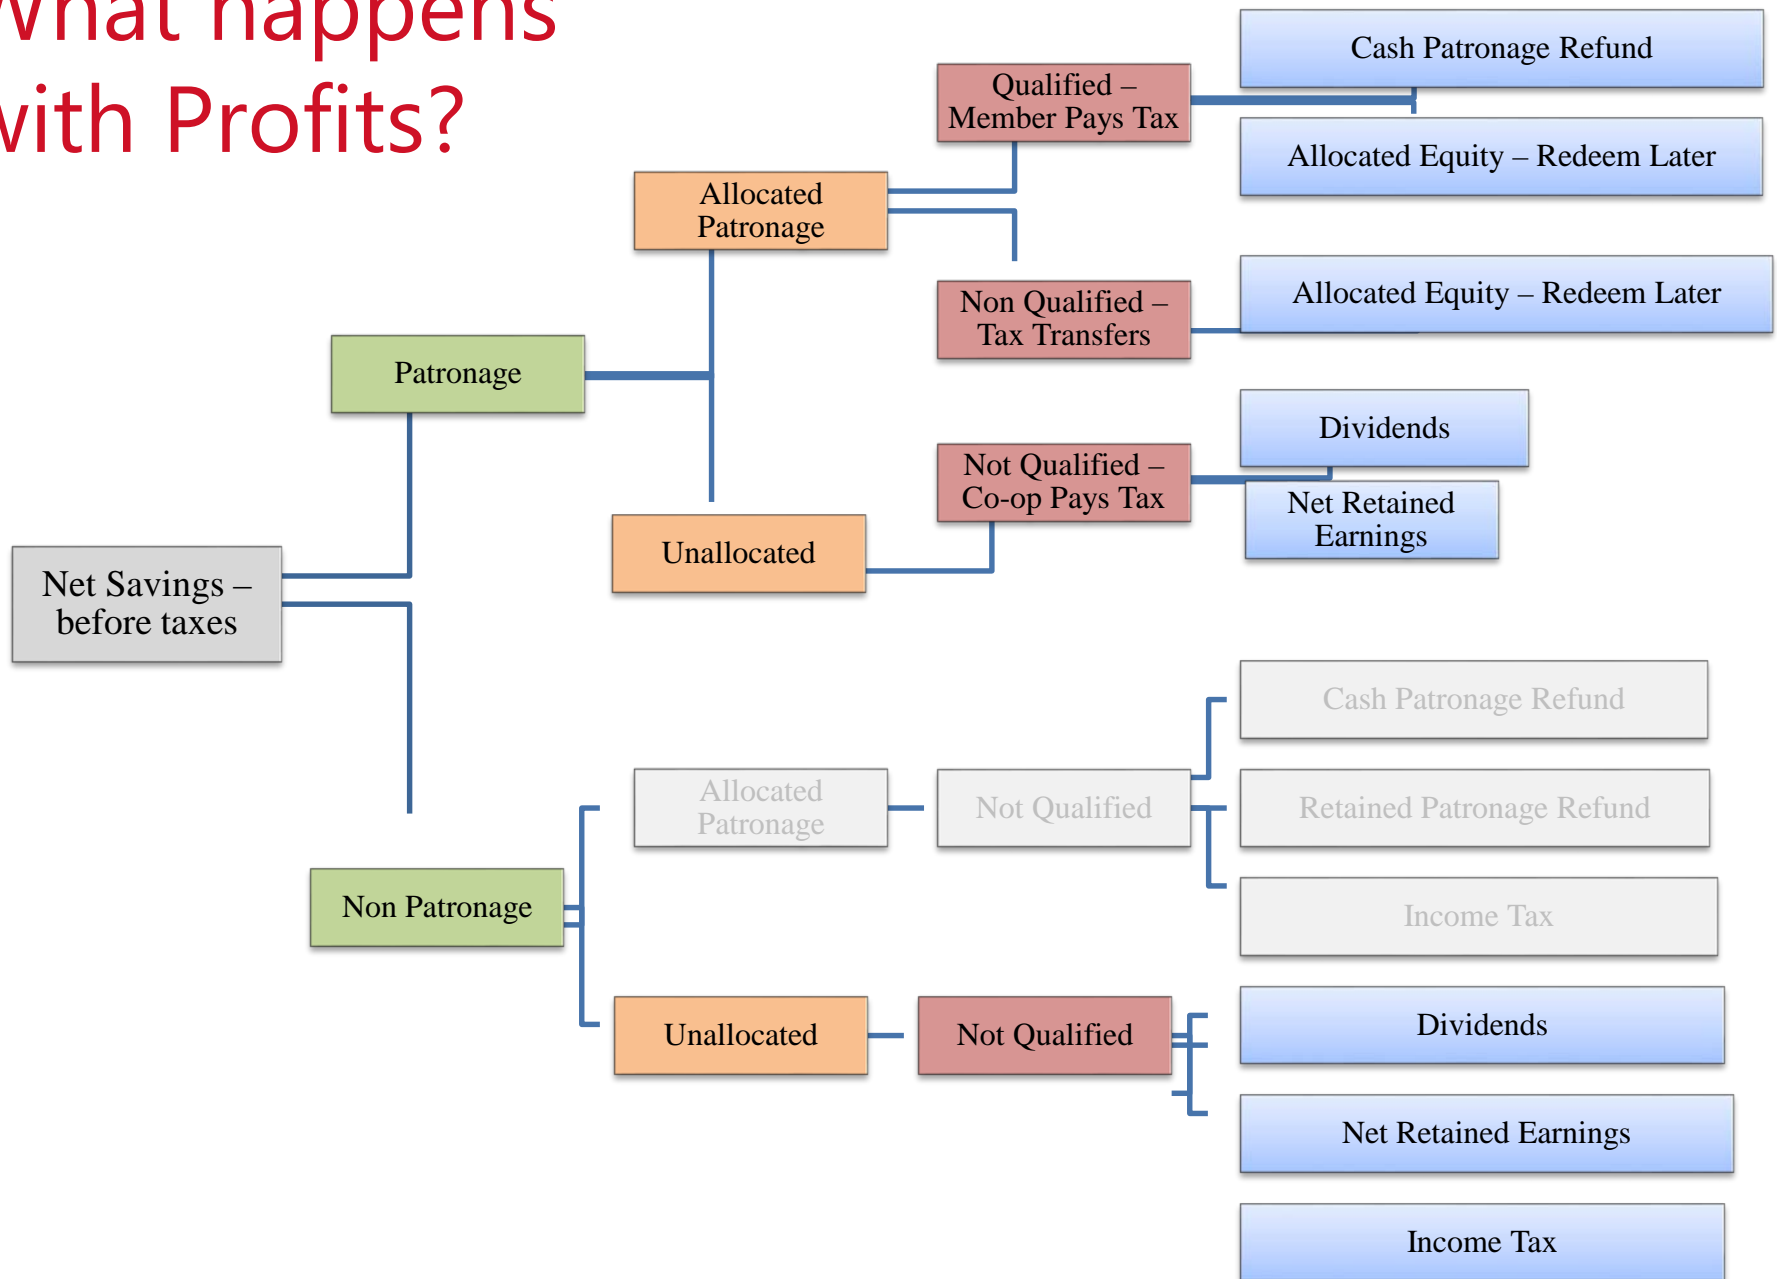 What happens
with Profits?
Cash Patronage Refund
Qualified –
Member Pays Tax
Allocated Equity – Redeem Later
Allocated
Patronage
Non Qualified –
Tax Transfers
Allocated Equity – Redeem Later
Patronage
Dividends
Not Qualified –
Co-op Pays Tax
Net Retained
Earnings
Unallocated
Net Savings –
before taxes
Cash Patronage Refund
Allocated
Patronage
Not Qualified
Retained Patronage Refund
Income Tax
Non Patronage
Unallocated
Not Qualified
Dividends
Net Retained Earnings
Income Tax